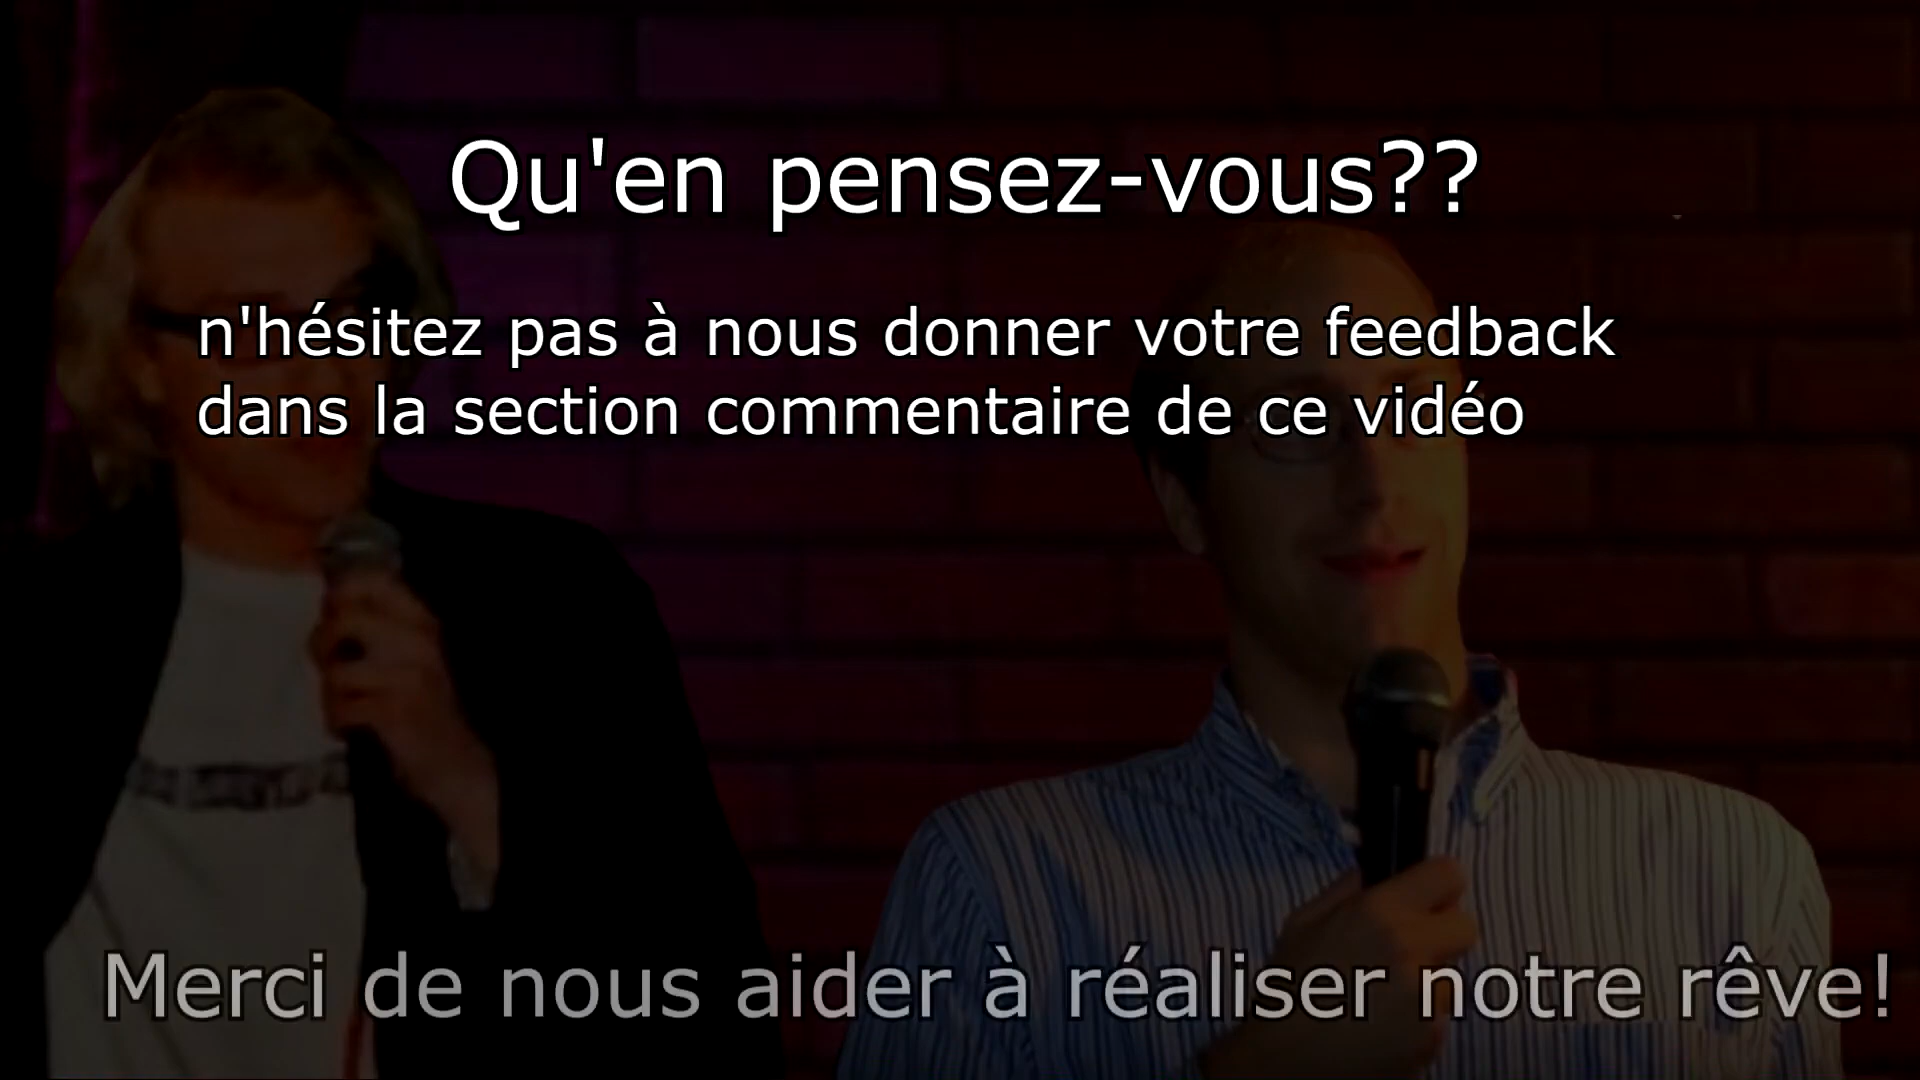 Qu'en pensez-vous??
n'hésitez pas à nous donner votre feedback
dans la section commentaire de ce vidéo
Merci de nous aider à réaliser notre rêve!